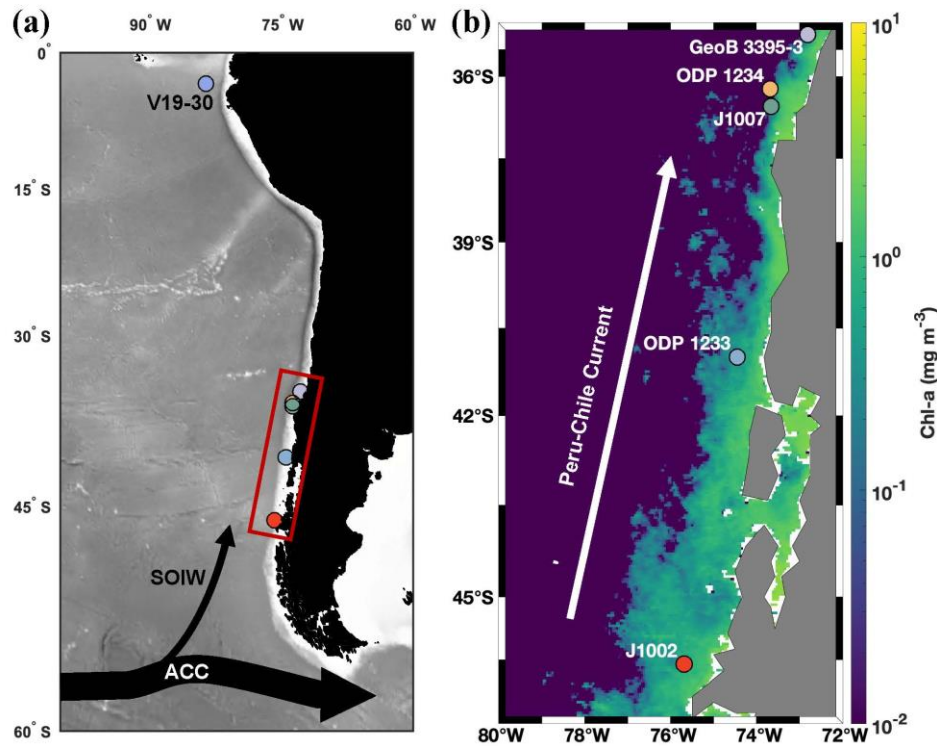 (a)
90° W
75° W
60° W
0°
V19-30
15° S
30° S
45° S
SOIW
ACC
60° S
(b)
GeoB 3395-3
36°S
ODP 1234
J1007
39°S
Peru-Chile Current
ODP 1233
42°S
45°S
J1002
80°W
78°W
76°W
74°W
72°W
10¹
10⁰
10⁻¹
10⁻²
Chl-a (mg m⁻³)